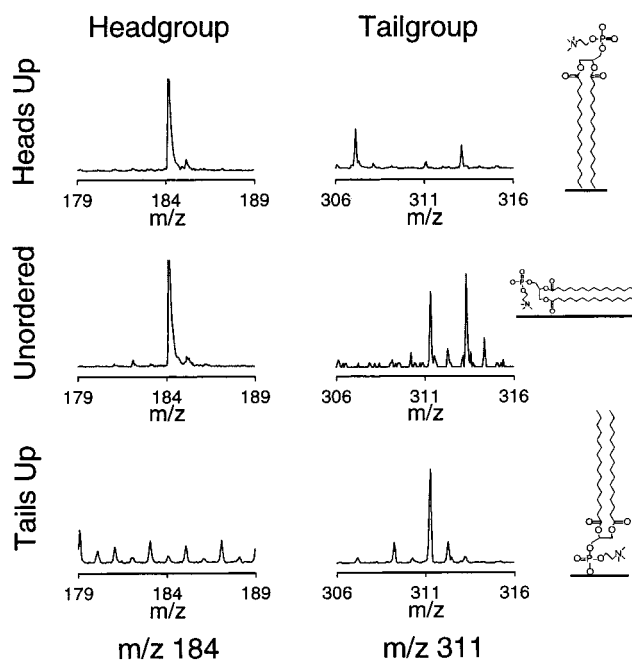 Headgroup Tailgroup
Heads Up
179 184 189 306 311 316
m/z m/z
Unordered
179 184 189 306 311 316
m/z m/z
Tails Up
179 184 189 306 311 316
m/z m/z
m/z 184 m/z 311